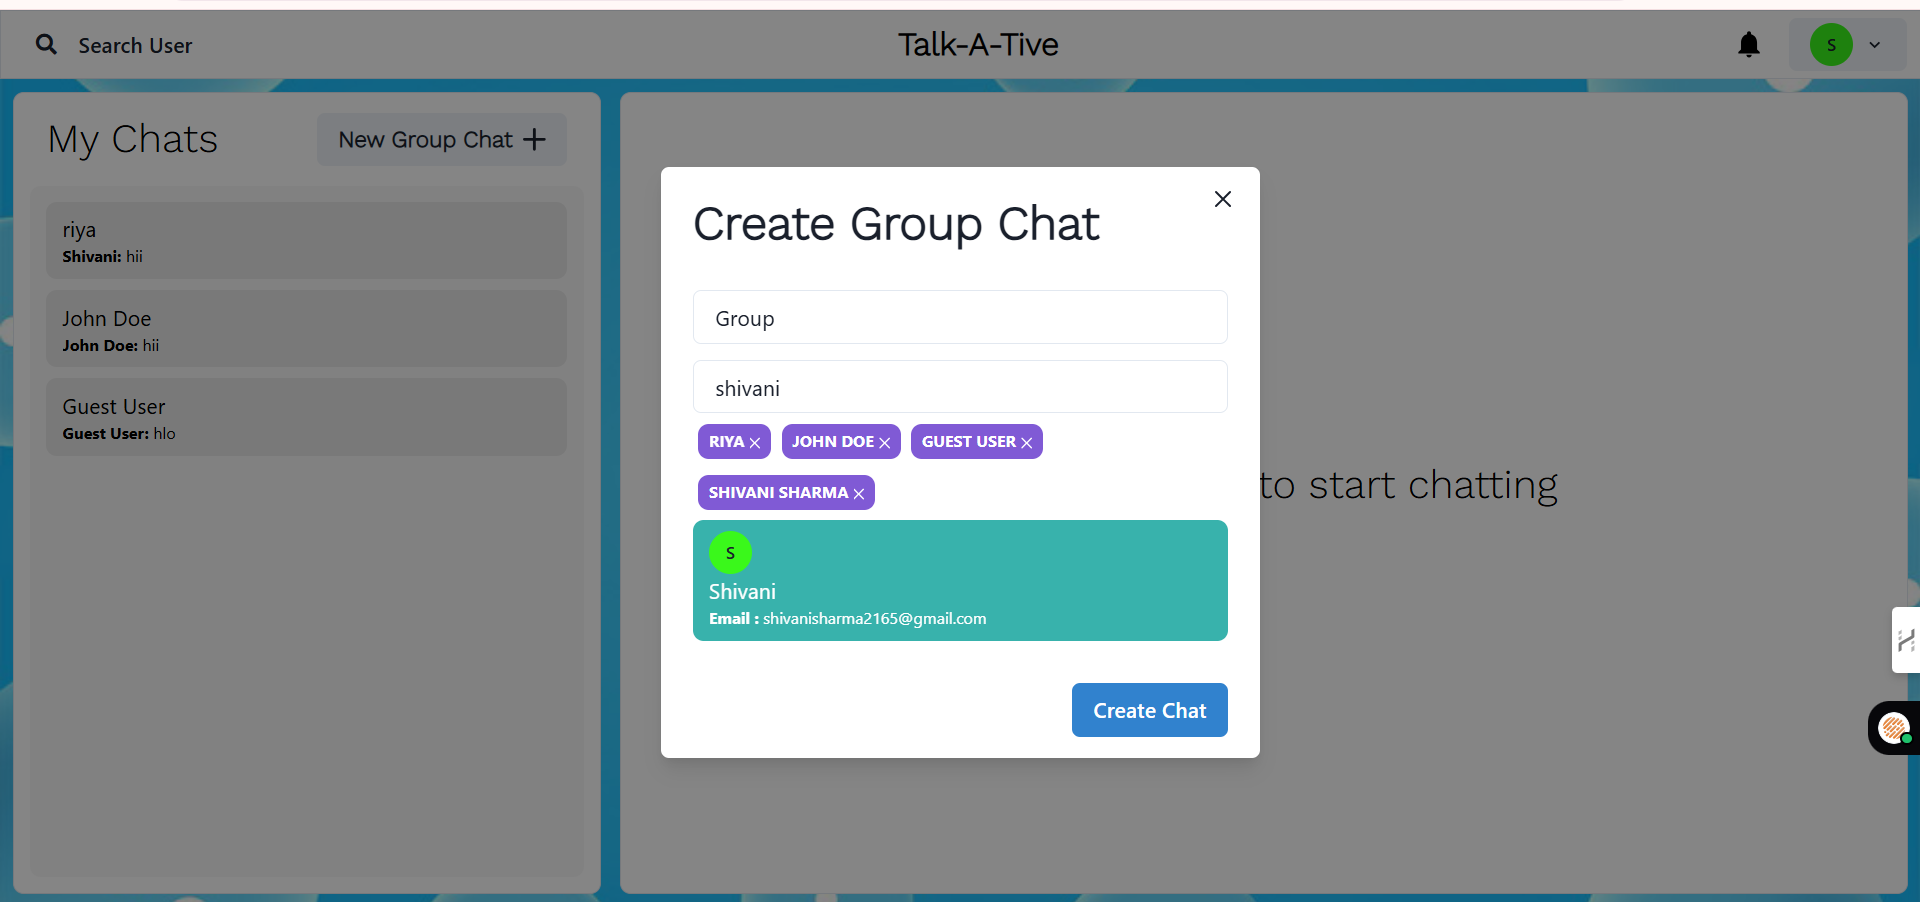 Search User
Talk-A-Tive
S
My Chats
New Group Chat
riya
Shivani: hii
John Doe
John Doe: hii
Guest User
Guest User: hlo
to start chatting
Create Group Chat
Group
shivani
RIYA
JOHN DOE
GUEST USER
SHIVANI SHARMA
S
Shivani
Email : shivanisharma2165@gmail.com
Create Chat